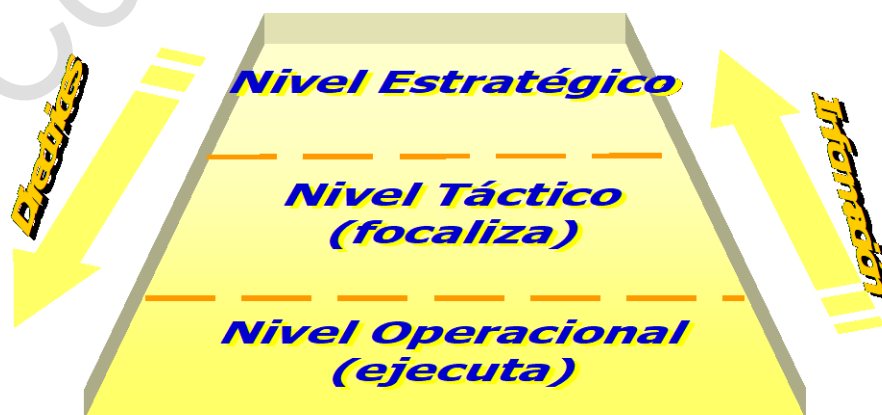 Nivel Estratégico
Directrices
Información
Nivel Táctico
(focaliza)
Nivel Operacional
(ejecuta)